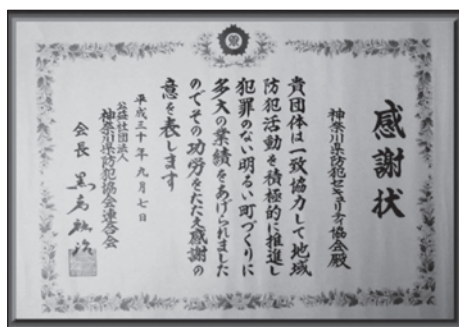 感謝状
神奈川県防犯セキュリティ協会殿
貴団体は一致協力して地域
防犯活動を積極的に推進し
犯罪のない明るい町づくりに
多大の業績をあげられました
のでその功労をたたえ感謝の
意を表します
平成三十年九月七日
公益社団法人
神奈川県防犯協会連合会
会長